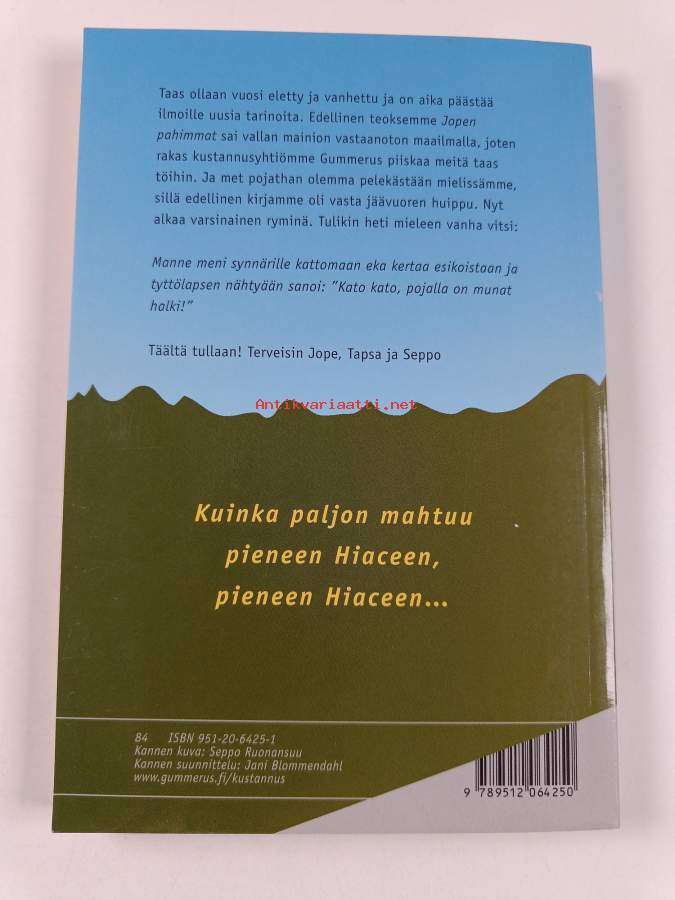 Taas ollaan vuosi eletty ja vanhettu ja on aika päästää
ilmoille uusia tarinoita. Edellinen teoksemme Jopen
pahimmat sai vallan mainion vastaanoton maailmalla, joten
rakas kustannusyhtiömme Gummerus piiskaa meitä taas
töihin. Ja met pojathan olemma pelekästään mielissämme,
sillä edellinen kirjamme oli vasta jäävuoren huippu. Nyt
alkaa varsinainen ryminä. Tulikin heti mieleen vanha vitsi:
Manne meni synnärille kattomaan eka kertaa esikoistaan ja
tyttölapsen nähtyään sanoi: ”Kato kato, pojalla on munat
halki!”
Täältä tullaan! Terveisin Jope, Tapsa ja Seppo
Antikvariaatti.net
Kuinka paljon mahtuu
pieneen Hiaceen,
pieneen Hiaceen...
84 ISBN 951-20-6425-1
Kannen kuva: Seppo Ruonansuu
Kannen suunnittelu: Jani Blommendahl
www.gummerus.fi/kustannus
9 789512 064250